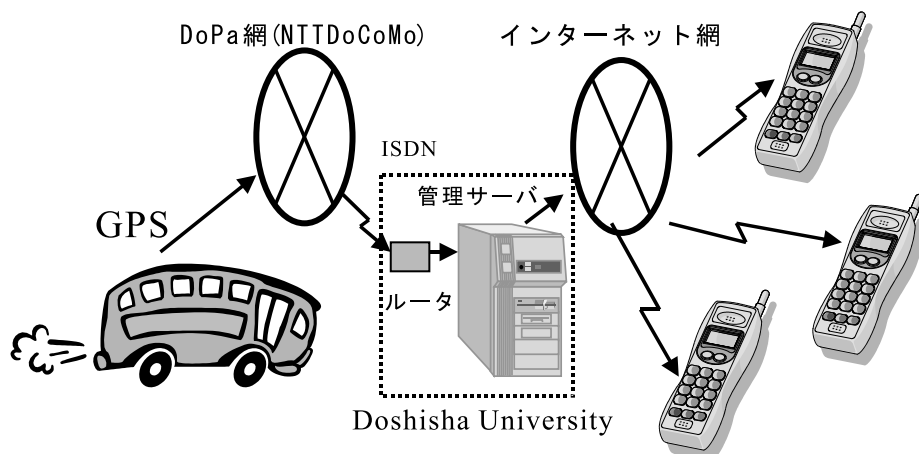 DoPa網(NTTDoCoMo)
インターネット網
ISDN
管理サーバ
GPS
ルータ
Doshisha University